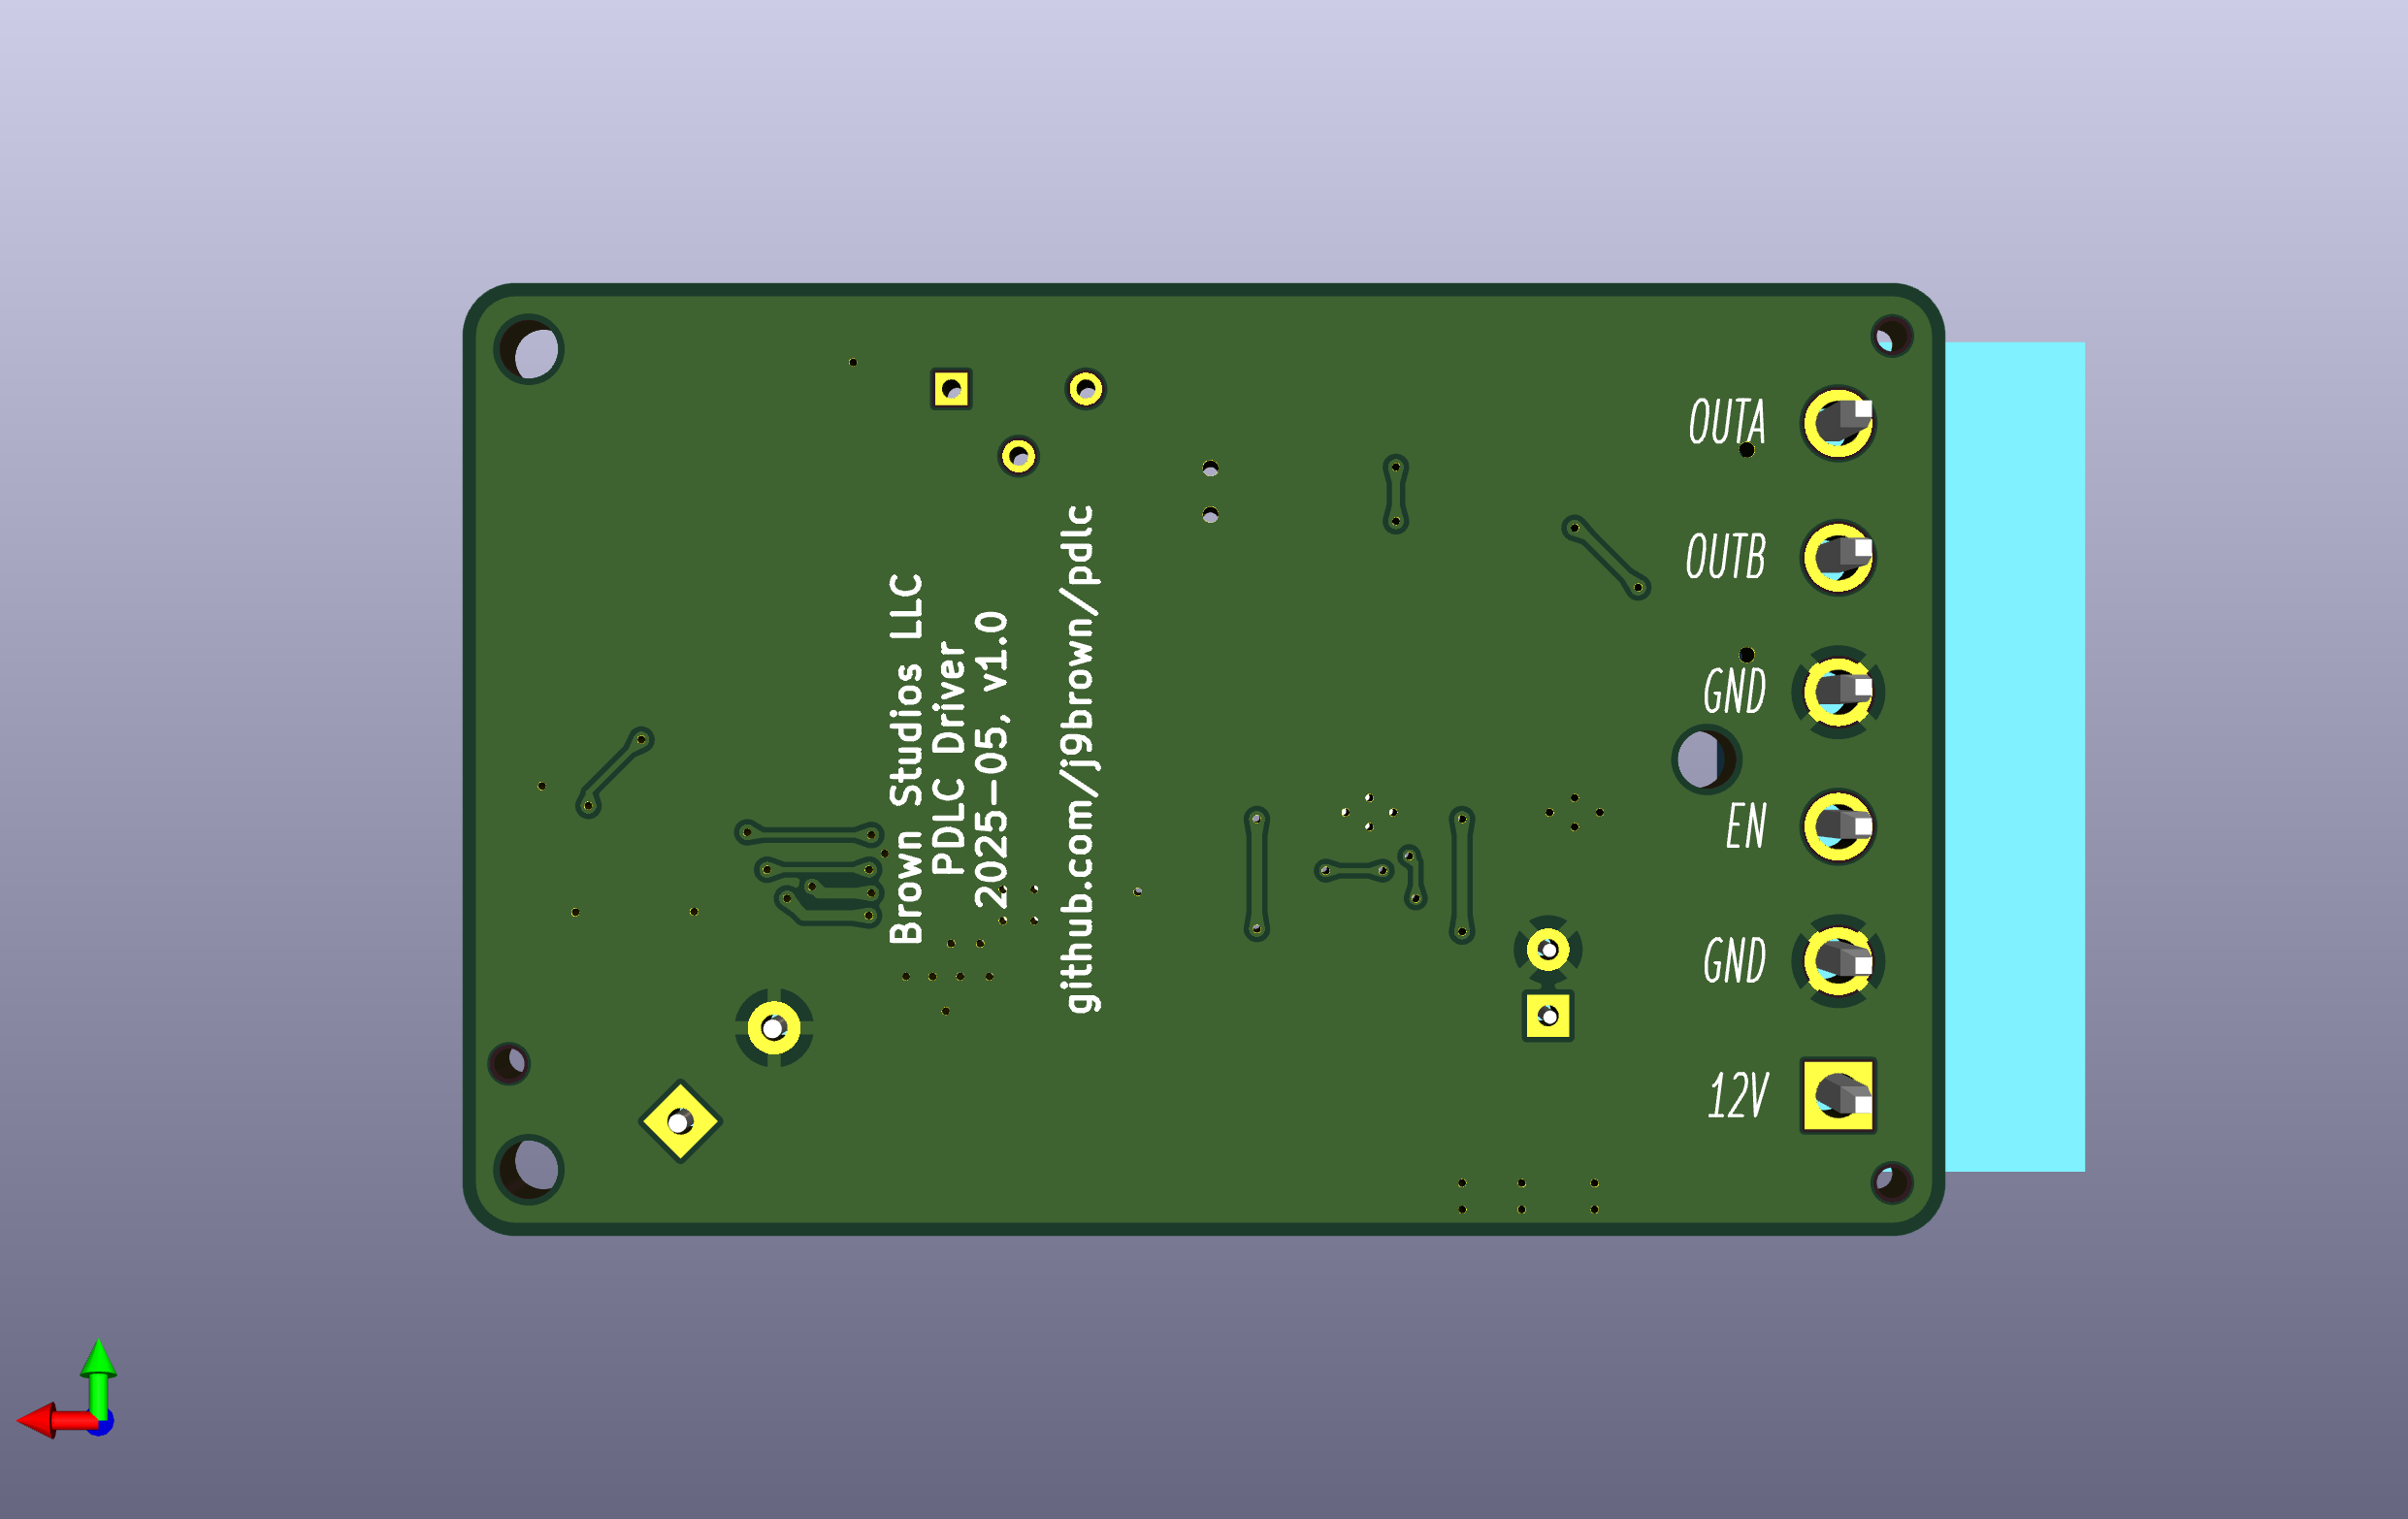 Brown Studios LLC
PDLC Driver
2025-05, v1.0
github.com/j9brown/pdlc
OUTA
OUTB
GND
EN
GND
12V